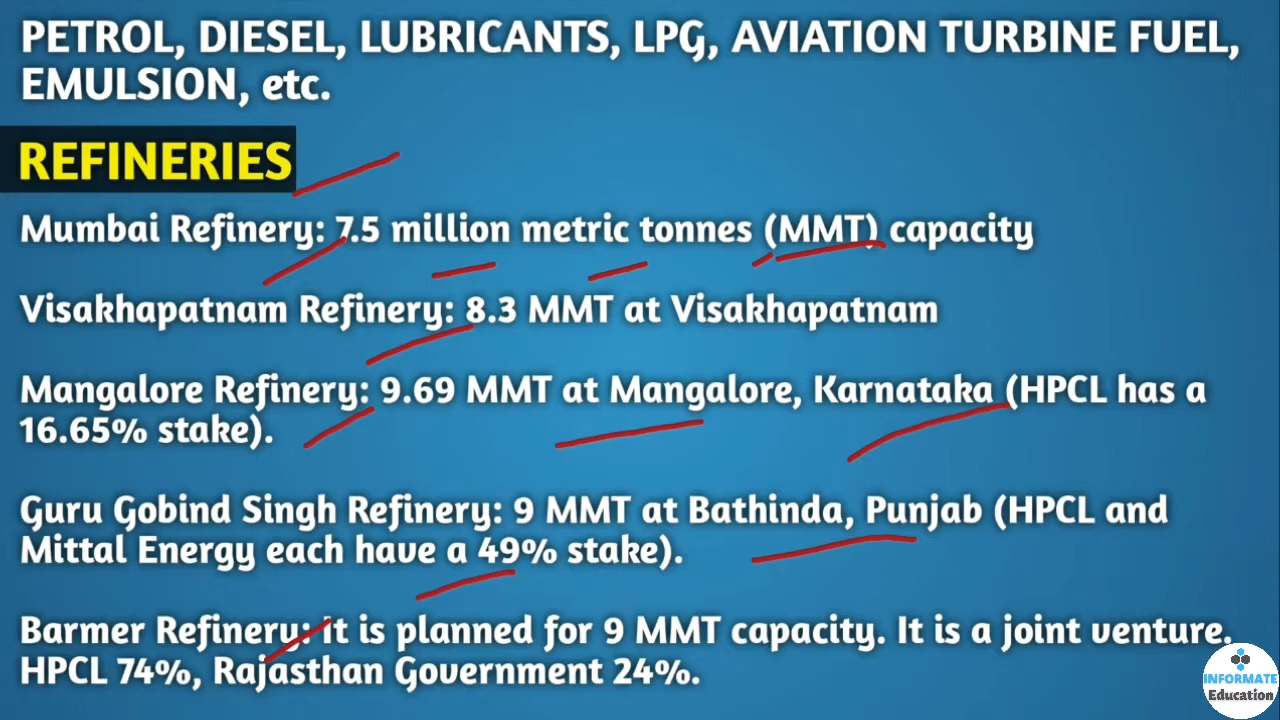 PETROL, DIESEL, LUBRICANTS, LPG, AVIATION TURBINE FUEL,
EMULSION, etc.
REFINERIES
Mumbai Refinery: 7.5 million metric tonnes (MMT) capacity
Visakhapatnam Refinery: 8.3 MMT at Visakhapatnam
Mangalore Refinery: 9.69 MMT at Mangalore, Karnataka (HPCL has a
16.65% stake).
Guru Gobind Singh Refinery: 9 MMT at Bathinda, Punjab (HPCL and
Mittal Energy each have a 49% stake).
Barmer Refinery: It is planned for 9 MMT capacity. It is a joint venture.
HPCL 74%, Rajasthan Government 24%.
INFORMATE
Education